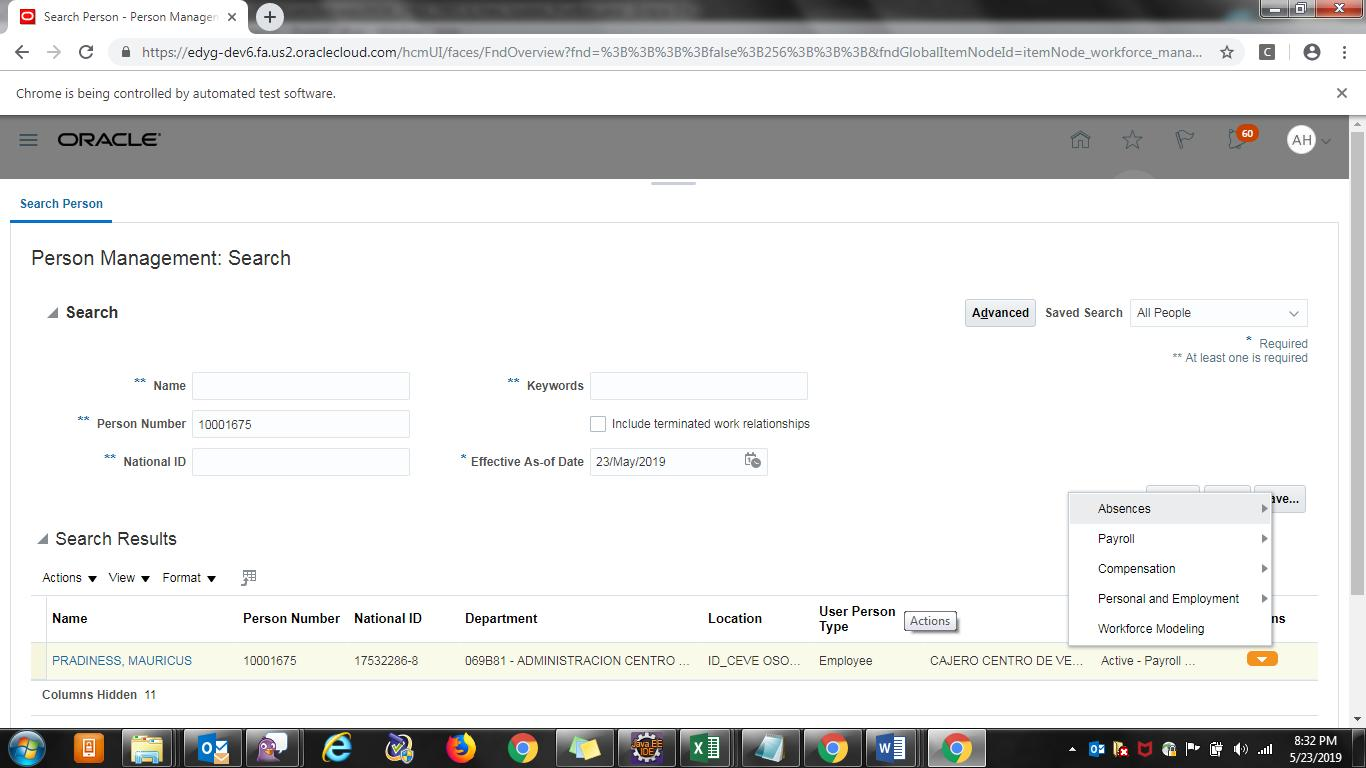 Search Person - Person Managem
https://edyg-dev6.fa.us2.oraclecloud.com/hcmUI/faces/FndOverview?fnd=%3B%3B%3B%3Bfalse%3B256%3B%3B%3B&fndGlobalItemNodeId=itemNode_workforce_mana... C
Chrome is being controlled by automated test software.
ORACLE 60 AH
Search Person
Person Management: Search
Search Advanced Saved Search All People
* Required
** At least one is required
** Name ** Keywords
** Person Number 10001675 Include terminated work relationships
** National ID * Effective As-of Date 23/May/2019
ave...
Absences
Payroll
Compensation
Personal and Employment
Workforce Modeling
Search Results
Actions View Format
Name Person Number National ID Department Location User Person Type Actions ns
PRADINESS, MAURICUS 10001675 17532286-8 069B81 - ADMINISTRACION CENTRO ... ID_CEVE OSO... Employee CAJERO CENTRO DE VE... Active - Payroll ...
Columns Hidden 11
Java EE
IDE
8:32 PM
5/23/2019